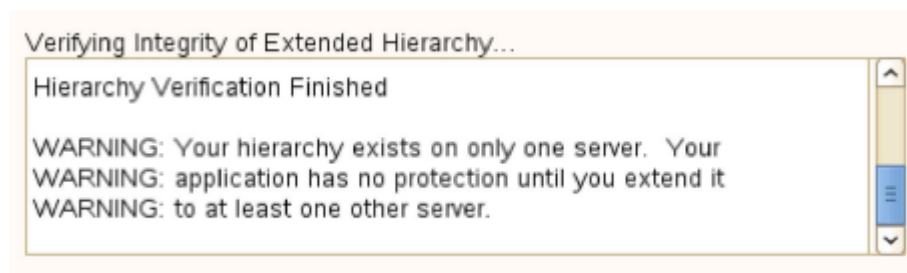 Verifying Integrity of Extended Hierarchy...
Hierarchy Verification Finished
WARNING: Your hierarchy exists on only one server.  Your
WARNING: application has no protection until you extend it
WARNING: to at least one other server.